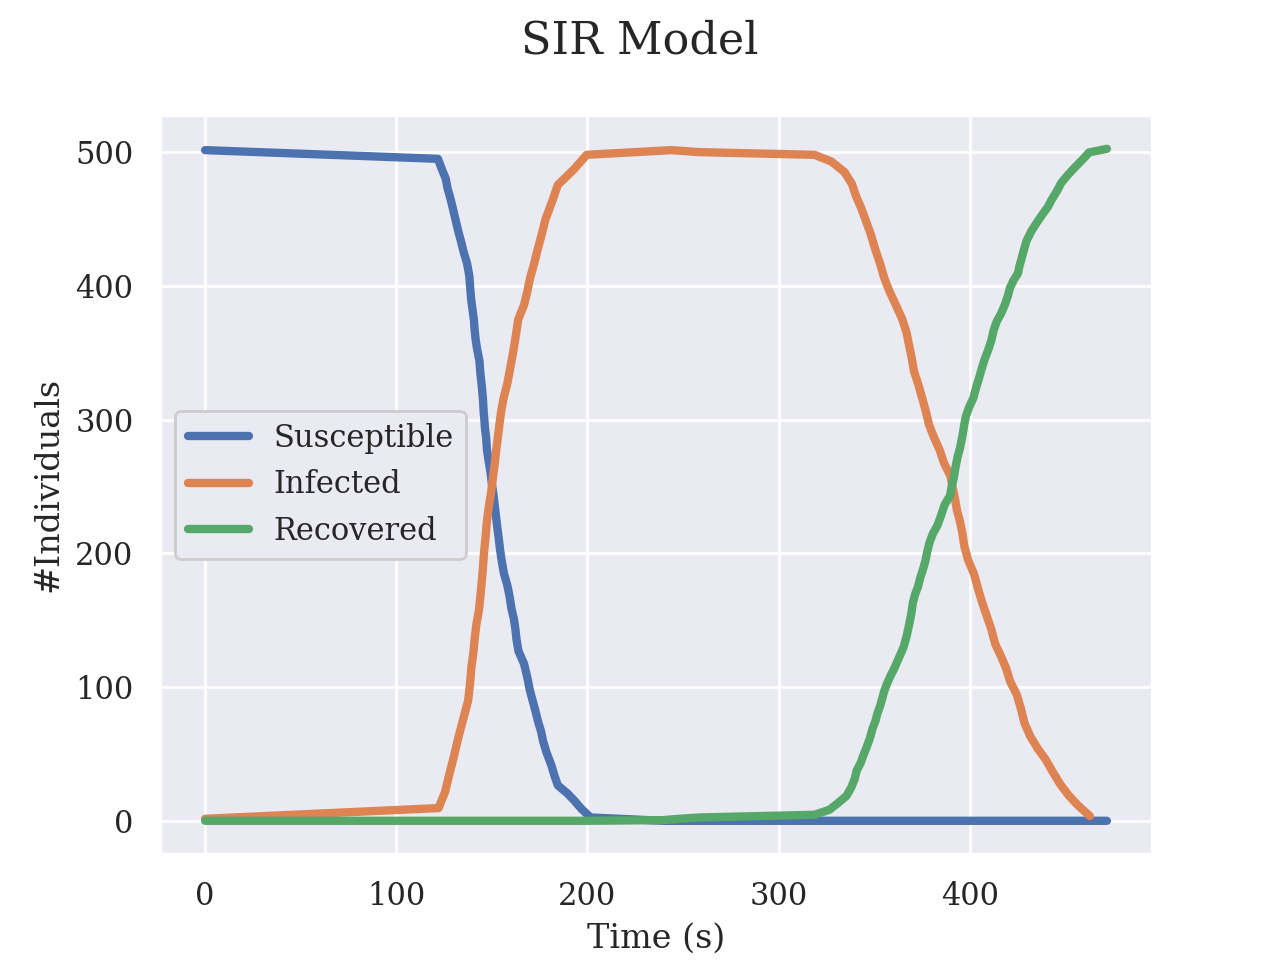 SIR Model
500
400
300
200
100
0
#Individuals
Susceptible
Infected
Recovered
0 100 200 300 400
Time (s)